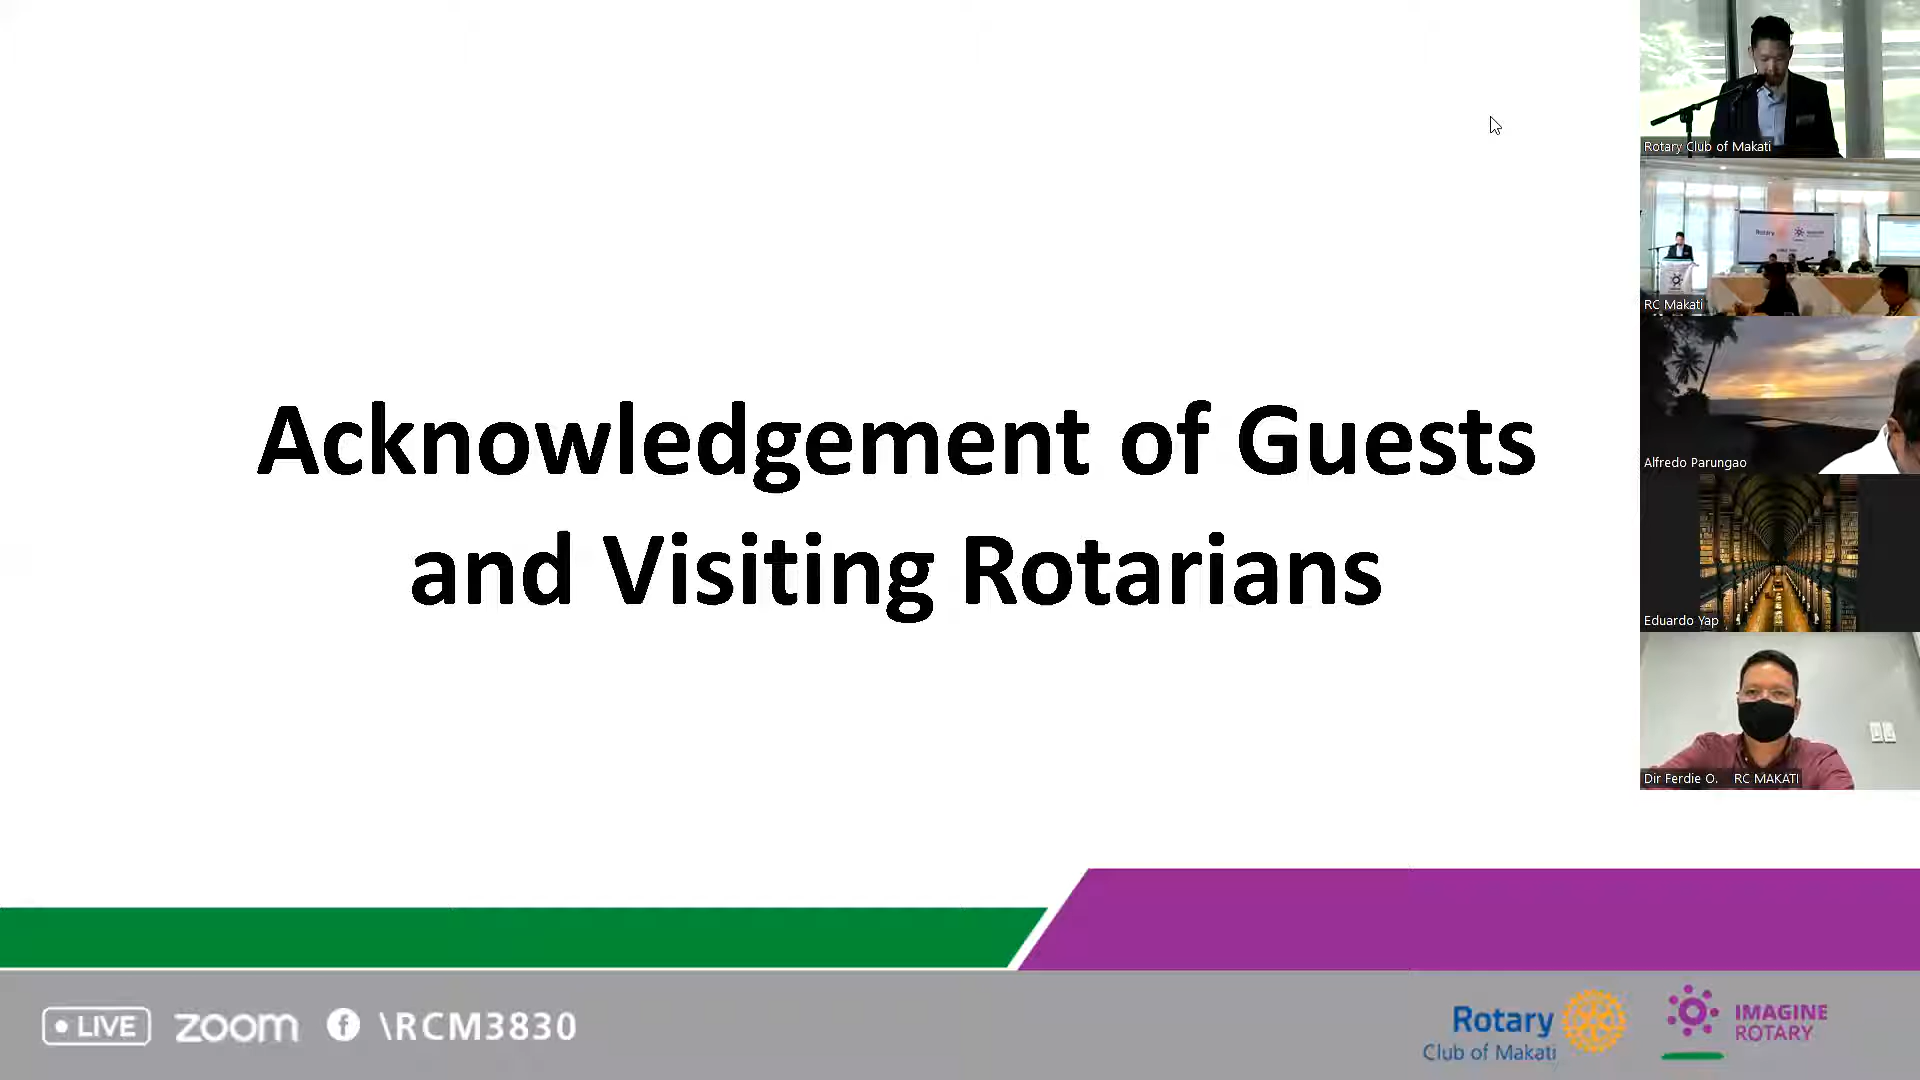 Acknowledgement of Guests
and Visiting Rotarians
Rotary Club of Makati
RC Makati
Rotary
Alfredo Parungao
Eduardo Yap
Dir Ferdie O. RC MAKATI
LIVE zoom f \RCM3830
Rotary
Club of Makati
IMAGINE
ROTARY